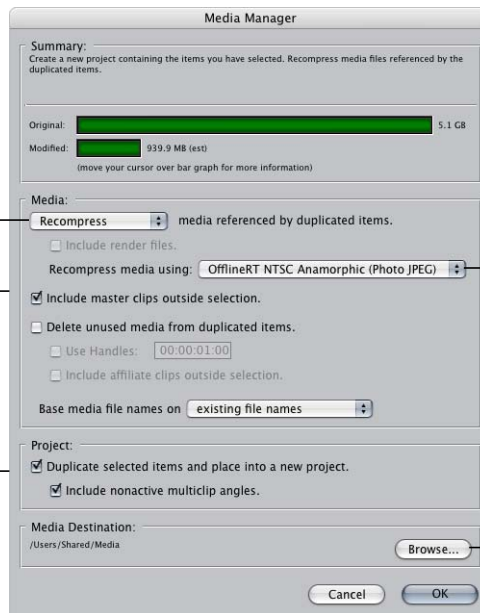 Media Manager
Summary:
Create a new project containing the items you have selected. Recompress media files referenced by the
duplicated items.
Original: 5.1 GB
Modified: 939.9 MB (est)
(move your cursor over bar graph for more information)
Media:
Recompress media referenced by duplicated items.
Include render files.
Recompress media using: OfflineRT NTSC Anamorphic (Photo JPEG)
Include master clips outside selection.
Delete unused media from duplicated items.
Use Handles: 00:00:01:00
Include affiliate clips outside selection.
Base media file names on existing file names
Project:
Duplicate selected items and place into a new project.
Include nonactive multiclip angles.
Media Destination:
/Users/Shared/Media
Browse...
Cancel OK